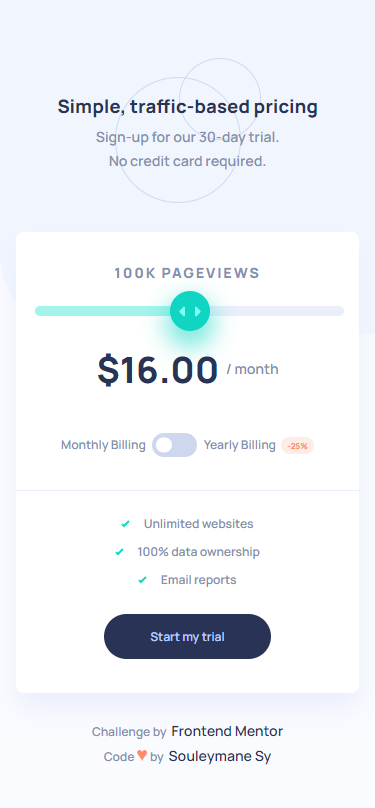 Simple, traffic-based pricing
Sign-up for our 30-day trial.
No credit card required.
100K PAGEVIEWS
$16.00 / month
Monthly Billing Yearly Billing -25%
Unlimited websites
100% data ownership
Email reports
Start my trial
Challenge by Frontend Mentor
Code ♥ by Souleymane Sy